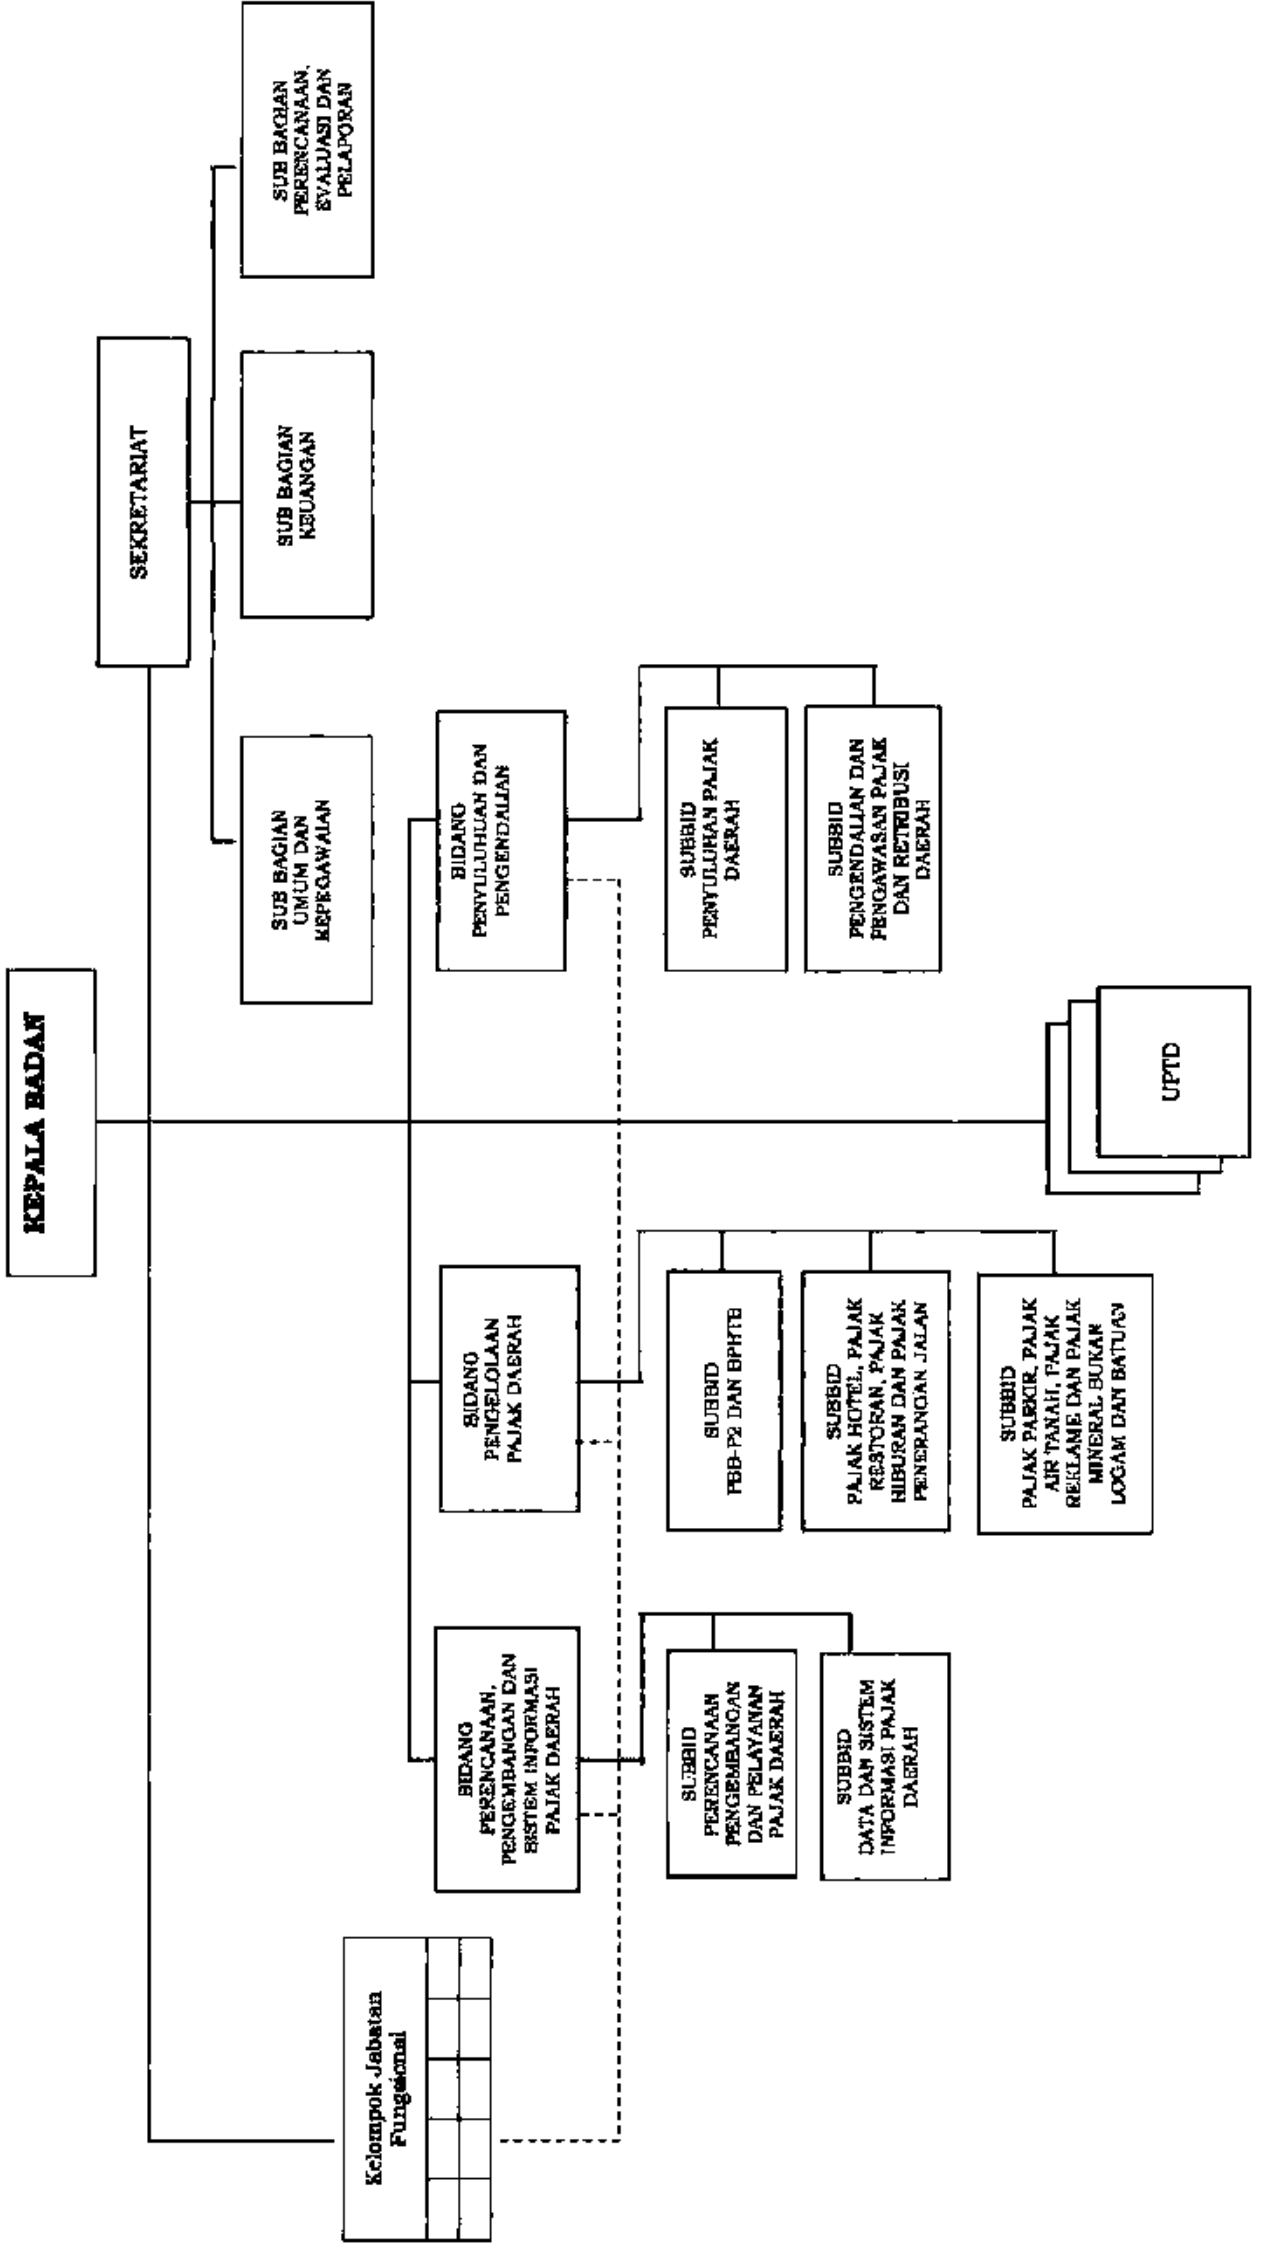 KEPALA BADAN
SEKRETARIAT
SUB BAGIAN
UMUM DAN
KEPEGAWAIAN
SUB BAGIAN
KEUANGAN
SUB BAGIAN
PERENCANAAN,
EVALUASI DAN
PELAPORAN
Kelompok Jabatan
Fungsional
BIDANG
PERENCANAAN,
PENGEMBANGAN DAN
SISTEM INFORMASI
PAJAK DAERAH
BIDANG
PENGELOLAAN
PAJAK DAERAH
BIDANG
PENYULUHAN DAN
PENGENDALIAN
SUBBID
PERENCANAAN
PENGEMBANGAN
DAN PELAYANAN
PAJAK DAERAH
SUBBID
DATA DAN SISTEM
INFORMASI PAJAK
DAERAH
SUBBID
PBB-P2 DAN BPHTB
SUBBID
PAJAK HOTEL, PAJAK
RESTORAN, PAJAK
HIBURAN DAN PAJAK
PENERANGAN JALAN
SUBBID
PAJAK PARKIR, PAJAK
AIR TANAH, PAJAK
REKLAME DAN PAJAK
MINERAL BUKAN
LOGAM DAN BATUAN
SUBBID
PENYULUHAN PAJAK
DAERAH
SUBBID
PENGENDALIAN DAN
PENGAWASAN PAJAK
DAN RETRIBUSI
DAERAH
UPTD